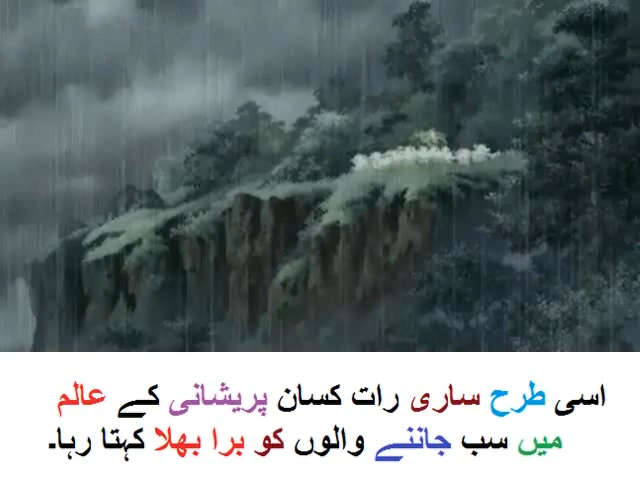 اسی طرح ساری رات کسان پریشانی کے عالم
میں سب جاننے والوں کو برا بھلا کہتا رہا۔